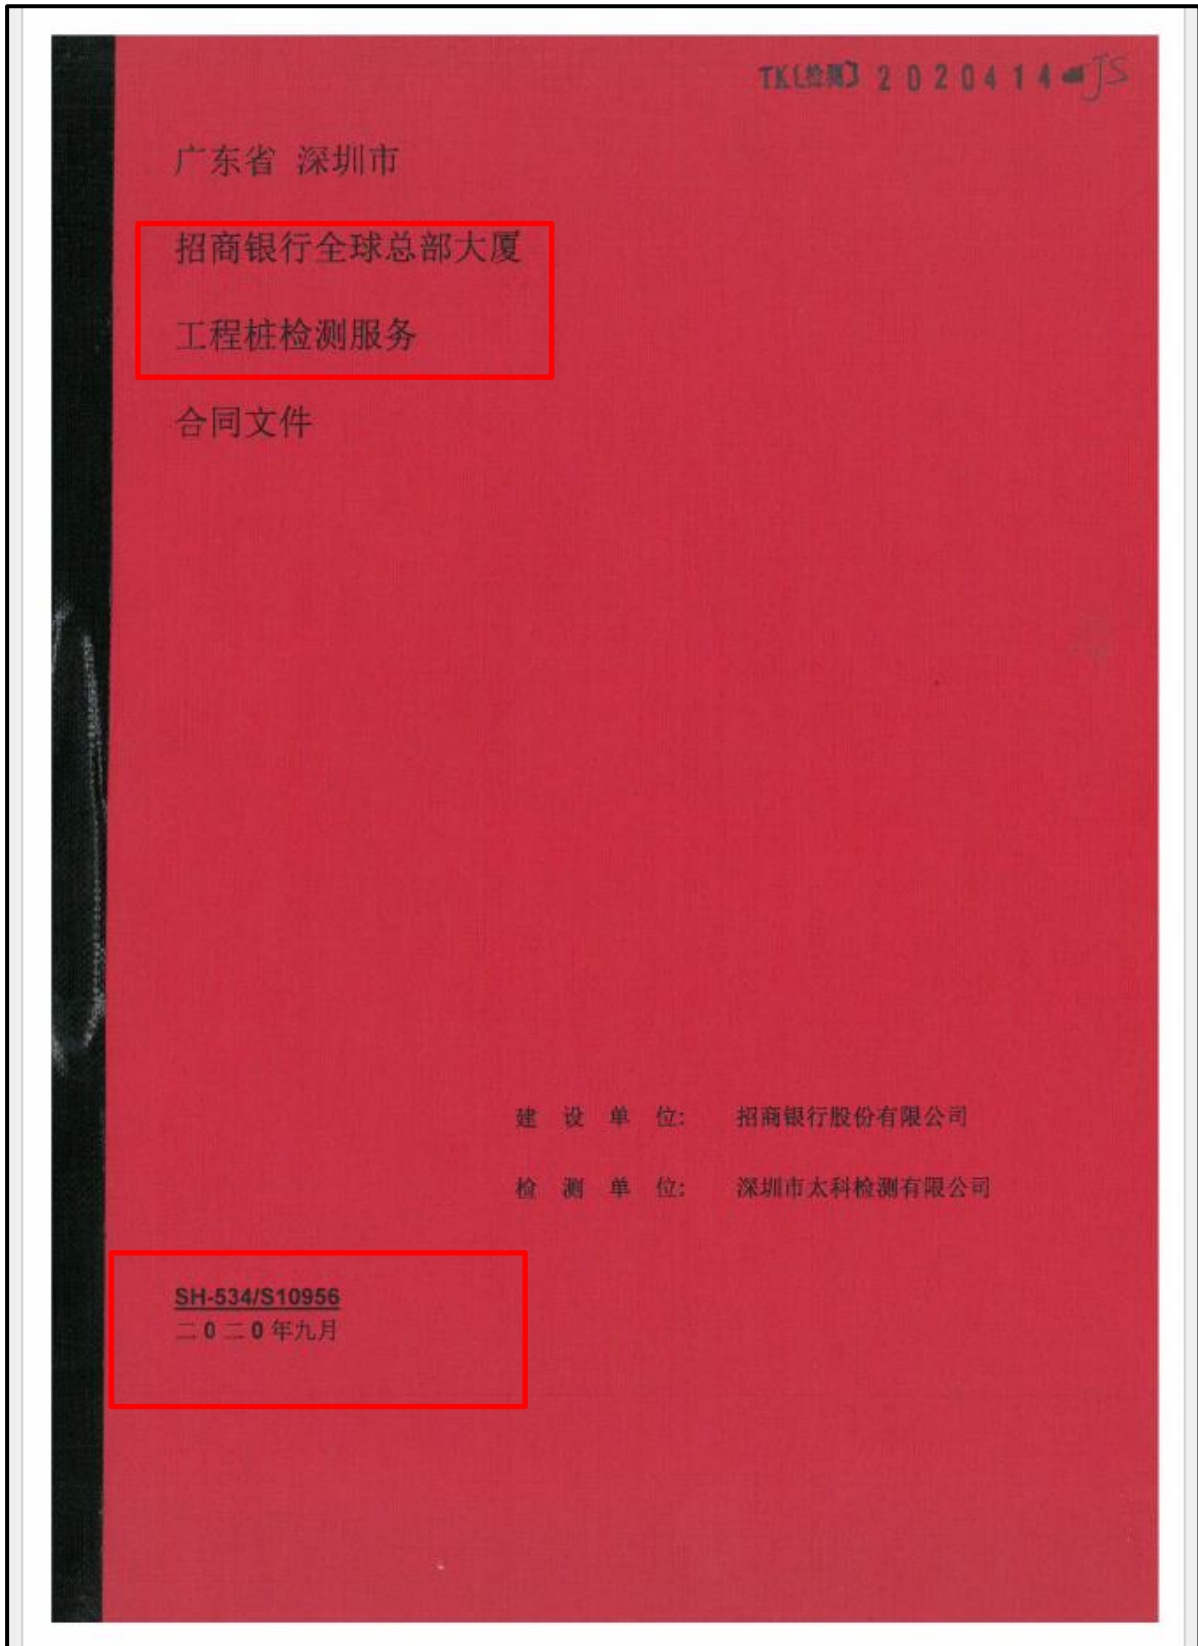 TK[检测] 2020414-JS
广东省 深圳市
招商银行全球总部大厦
工程桩检测服务
合同文件
建 设 单 位: 招商银行股份有限公司
检 测 单 位: 深圳市太科检测有限公司
SH-534/S10956
二0二0年九月